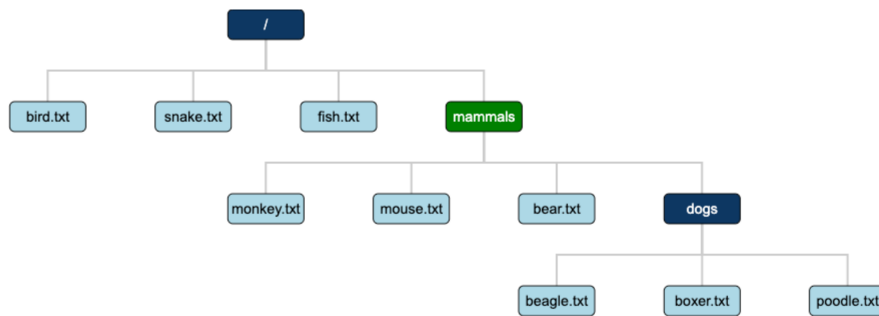 /
bird.txt snake.txt fish.txt mammals
monkey.txt mouse.txt bear.txt dogs
beagle.txt boxer.txt poodle.txt